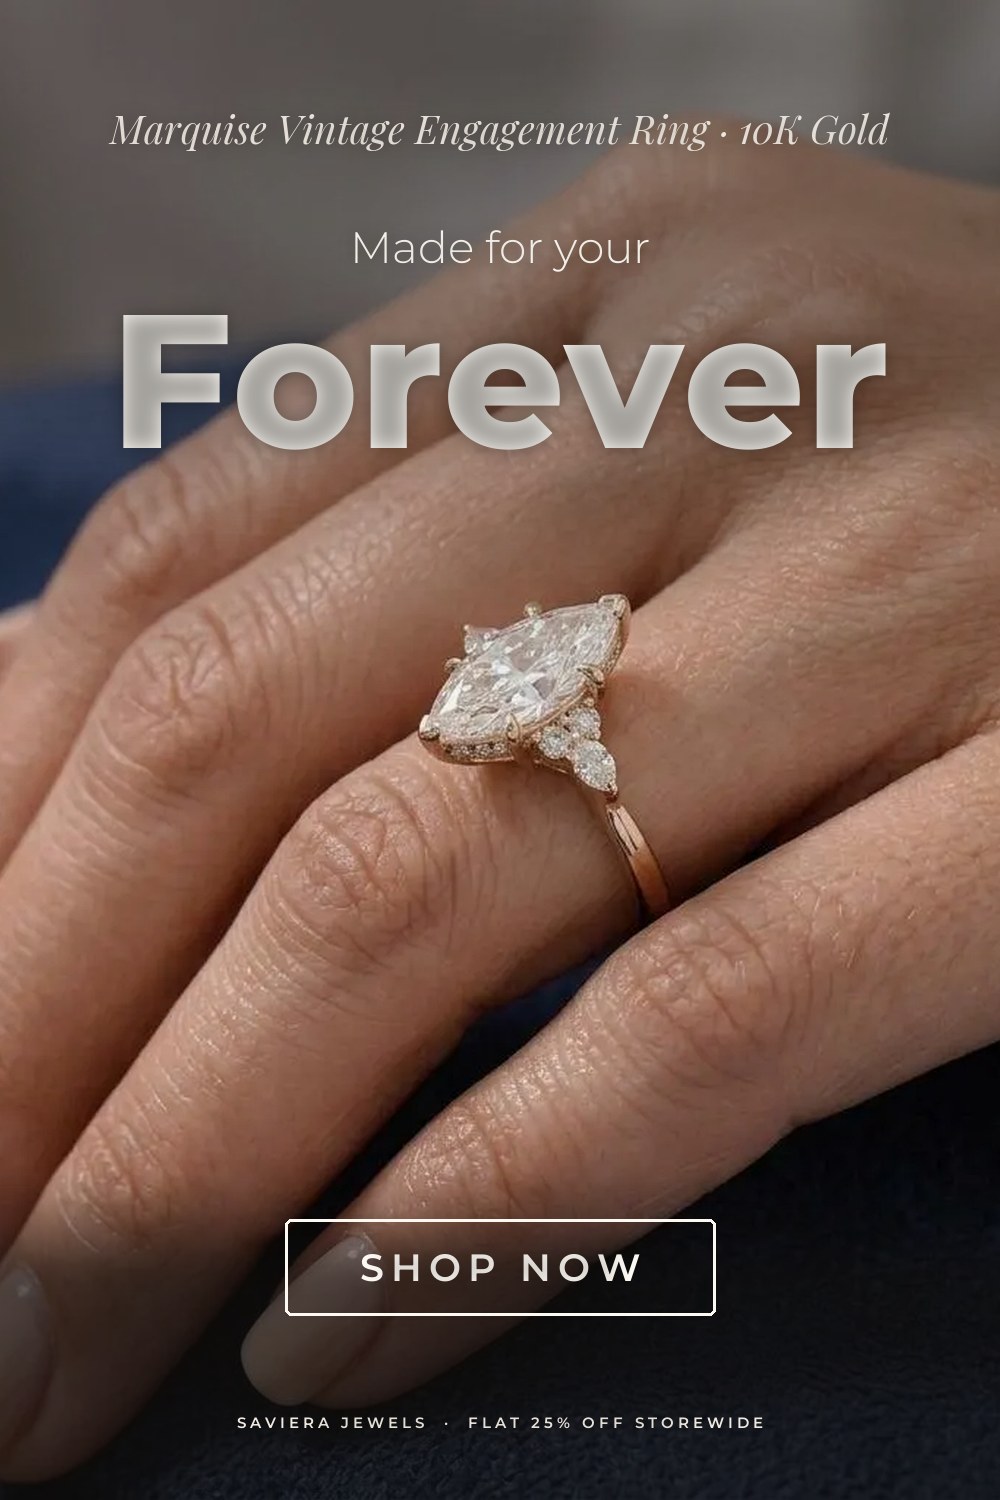 Marquise Vintage Engagement Ring · 10K Gold
Made for your
Forever
SHOP NOW
SAVIERA JEWELS · FLAT 25% OFF STOREWIDE